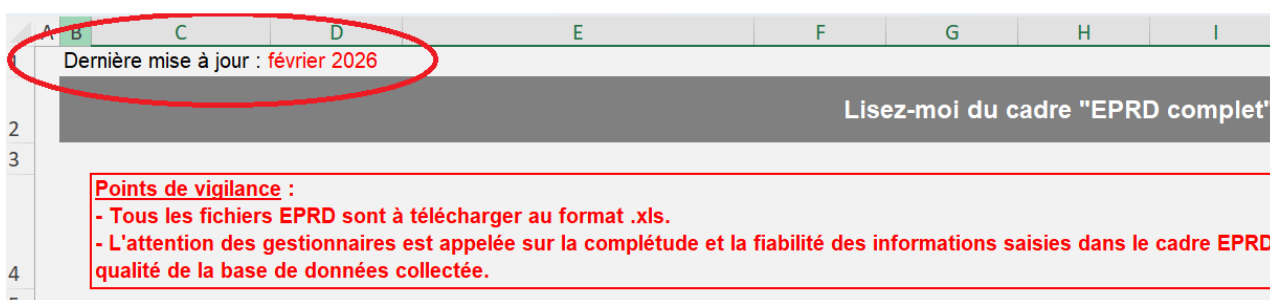 A B C D E F G H I
1 Dernière mise à jour : février 2026
2 Lisez-moi du cadre "EPRD complet"
3
Points de vigilance :
- Tous les fichiers EPRD sont à télécharger au format .xls.
- L'attention des gestionnaires est appelée sur la complétude et la fiabilité des informations saisies dans le cadre EPRD
4 qualité de la base de données collectée.